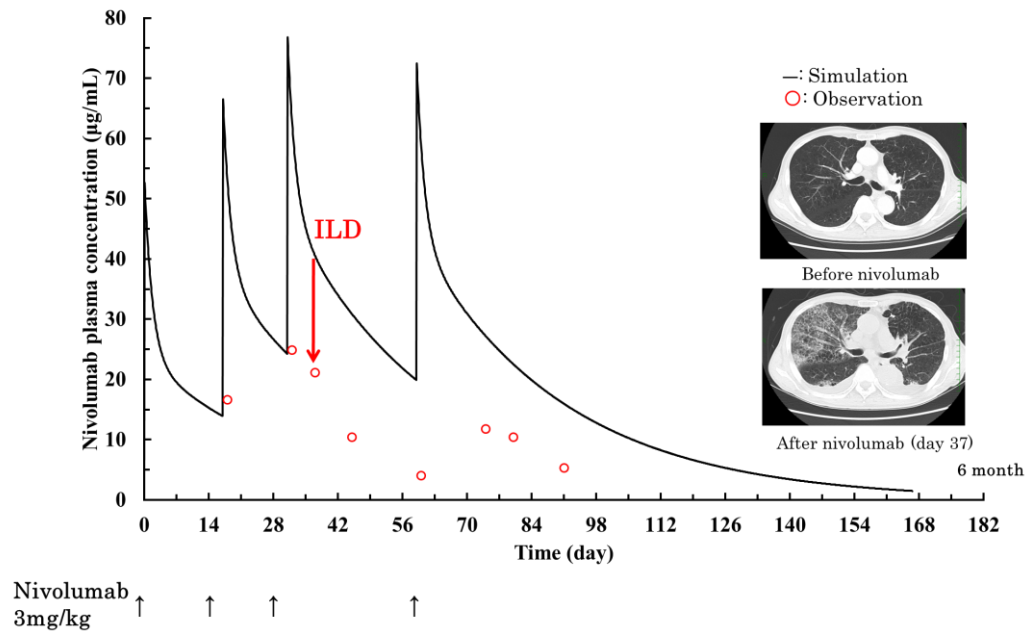 Nivolumab plasma concentration (µg/mL)
80
70
60
50
40
30
20
10
0
ILD
—: Simulation
○: Observation
Before nivolumab
After nivolumab (day 37)
6 month
0 14 28 42 56 70 84 98 112 126 140 154 168 182
Time (day)
Nivolumab
3mg/kg
↑ ↑ ↑ ↑